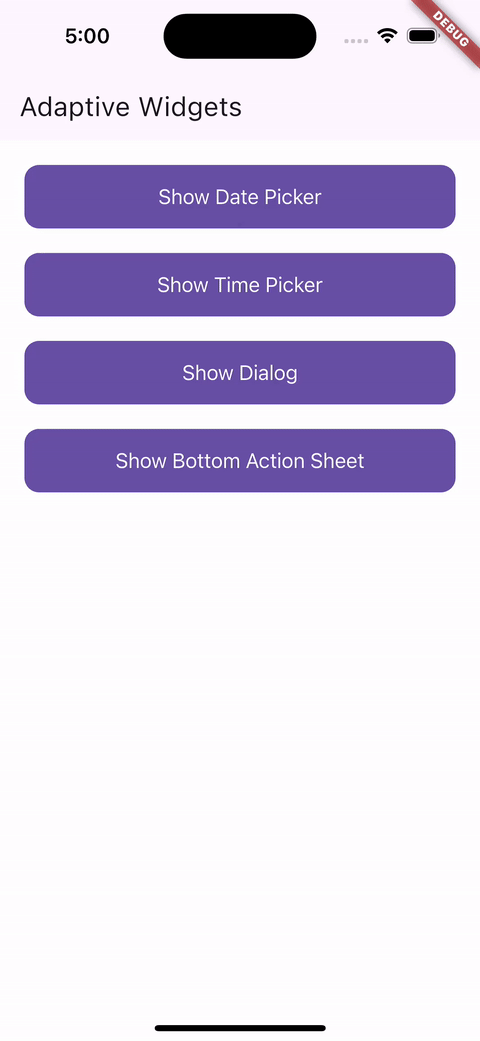 5:00
DEBUG
Adaptive Widgets
Show Date Picker
Show Time Picker
Show Dialog
Show Bottom Action Sheet